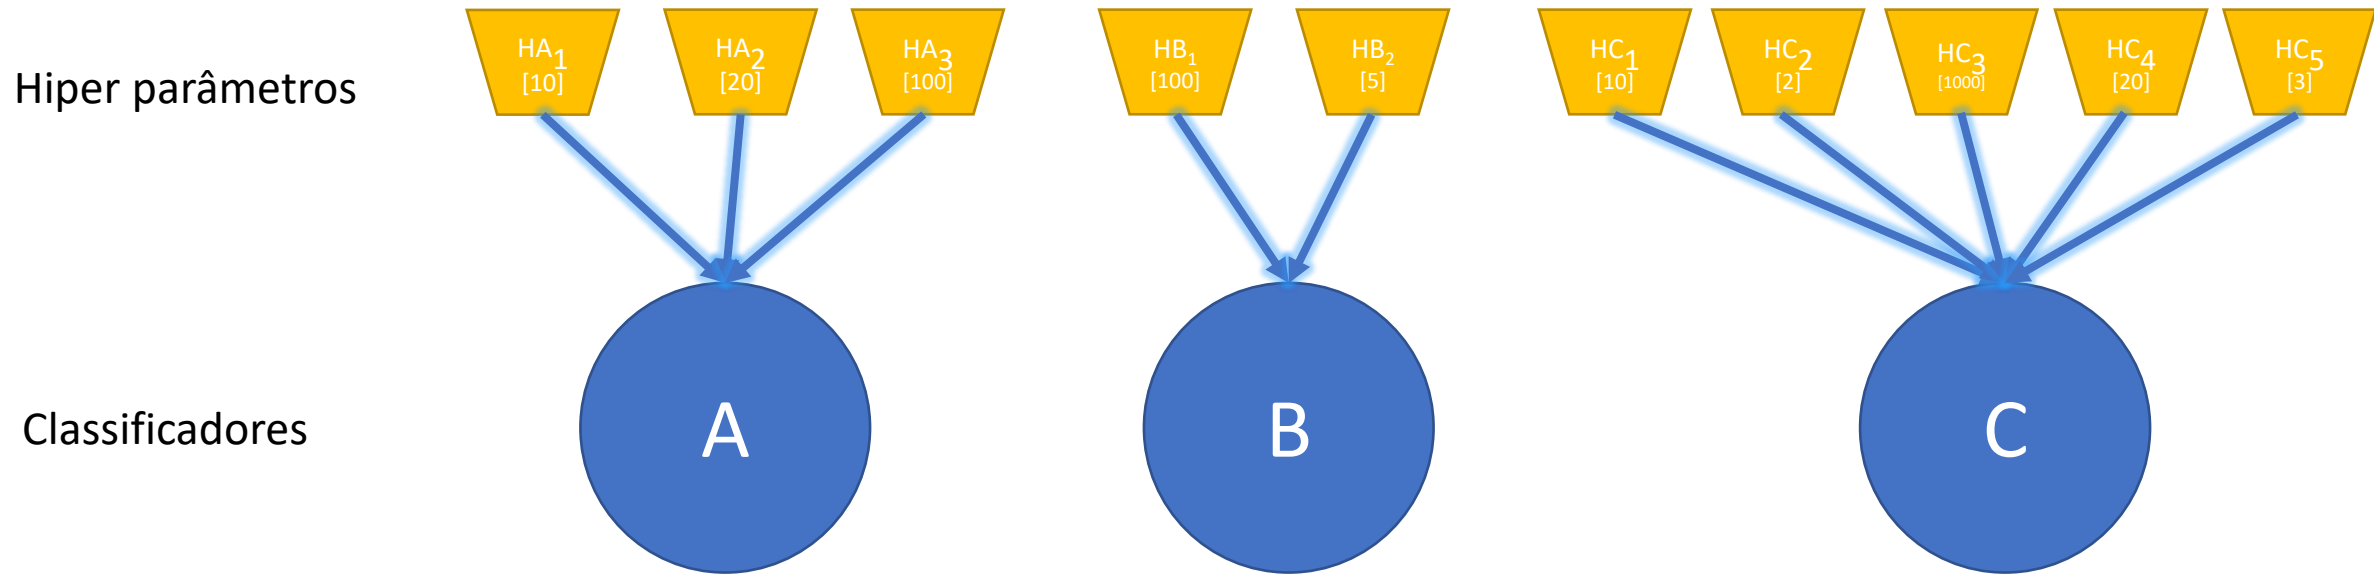 Hiper parâmetros
HA1
[10]
HA2
[20]
HA3
[100]
HB1
[100]
HB2
[5]
HC1
[10]
HC2
[2]
HC3
[1000]
HC4
[20]
HC5
[3]
Classificadores
A
B
C